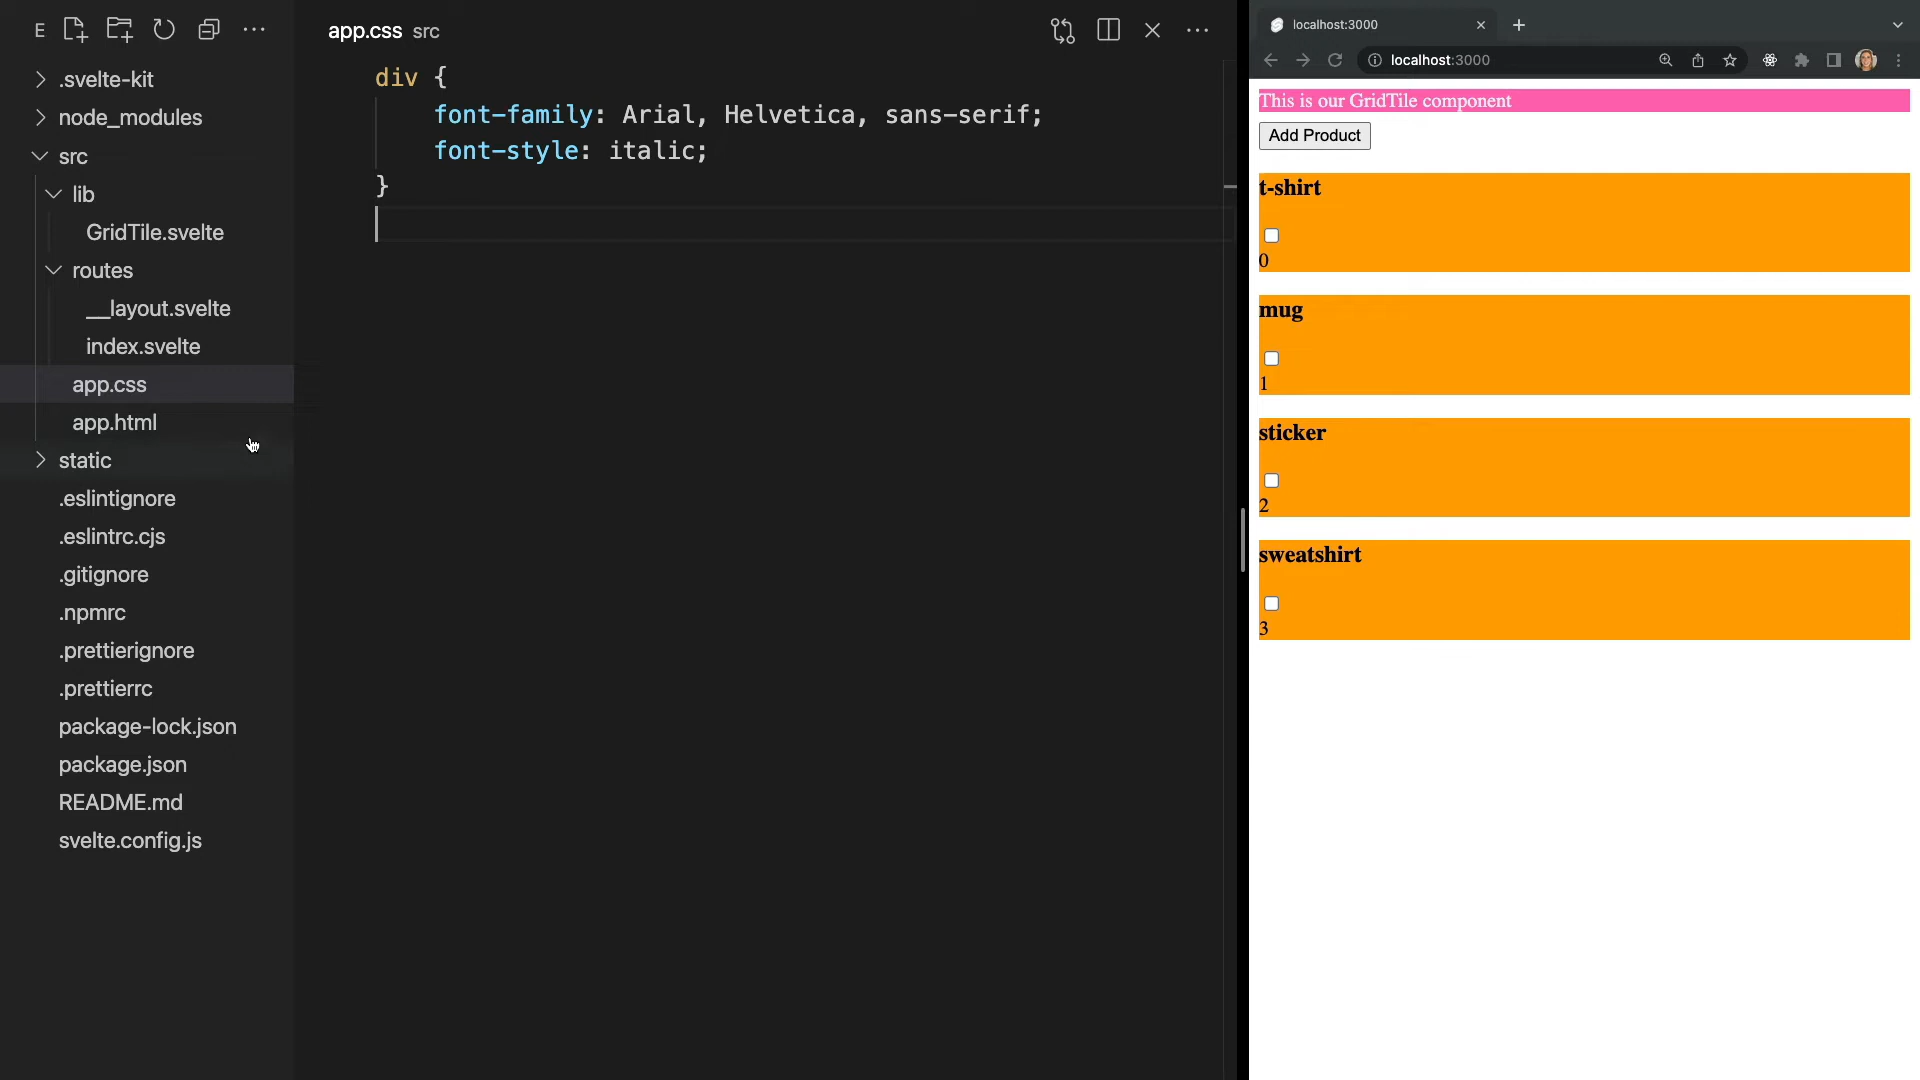 E
.svelte-kit
node_modules
src
lib
GridTile.svelte
routes
__layout.svelte
index.svelte
app.css
app.html
static
.eslintignore
.eslintrc.cjs
.gitignore
.npmrc
.prettierignore
.prettierrc
package-lock.json
package.json
README.md
svelte.config.js
app.css src
div {
font-family: Arial, Helvetica, sans-serif;
font-style: italic;
}
localhost:3000
localhost:3000
This is our GridTile component
Add Product
t-shirt
0
mug
1
sticker
2
sweatshirt
3